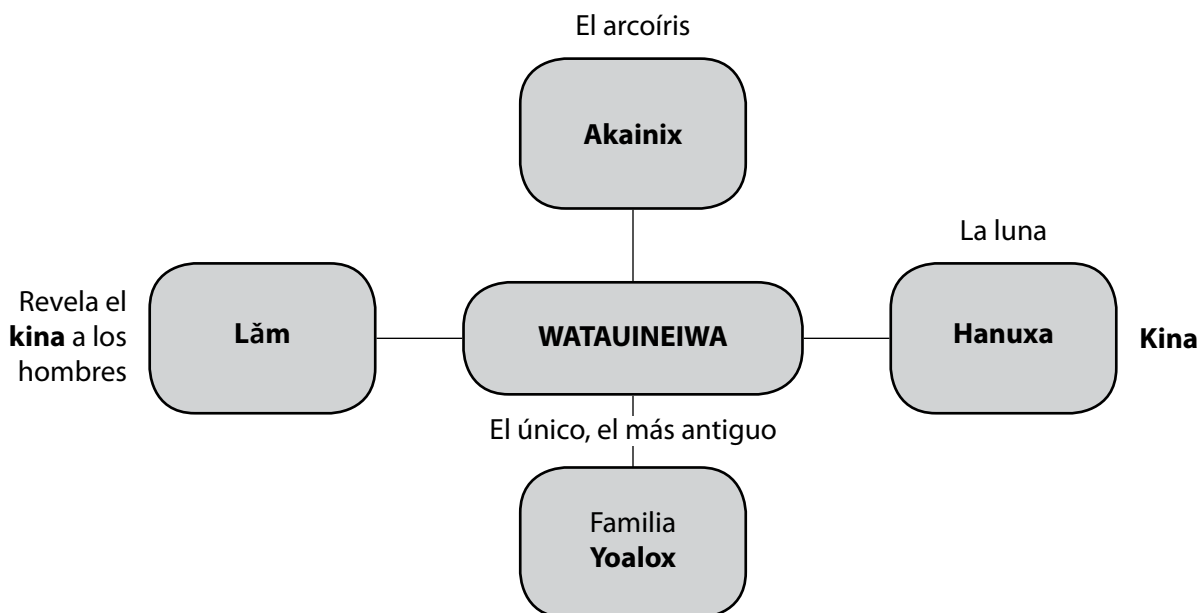 El arcoíris
Akainix
La luna
Revela el
kina a los
hombres
Lăm
WATAUINEIWA
Hanuxa
Kina
El único, el más antiguo
Familia
Yoalox